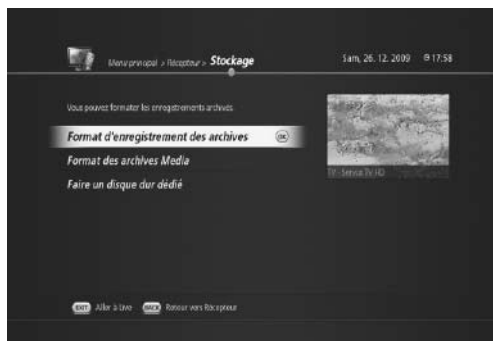 Menu principal > Récepteur > Stockage
Sam, 26. 12. 2009 17:58
Vous pouvez formater les enregistrements archivés.
Format d'enregistrement des archives OK
Format des archives Media
Faire un disque dur dédié
TV - Service TV HD
EXIT Aller à Live BACK Retour vers Récepteur